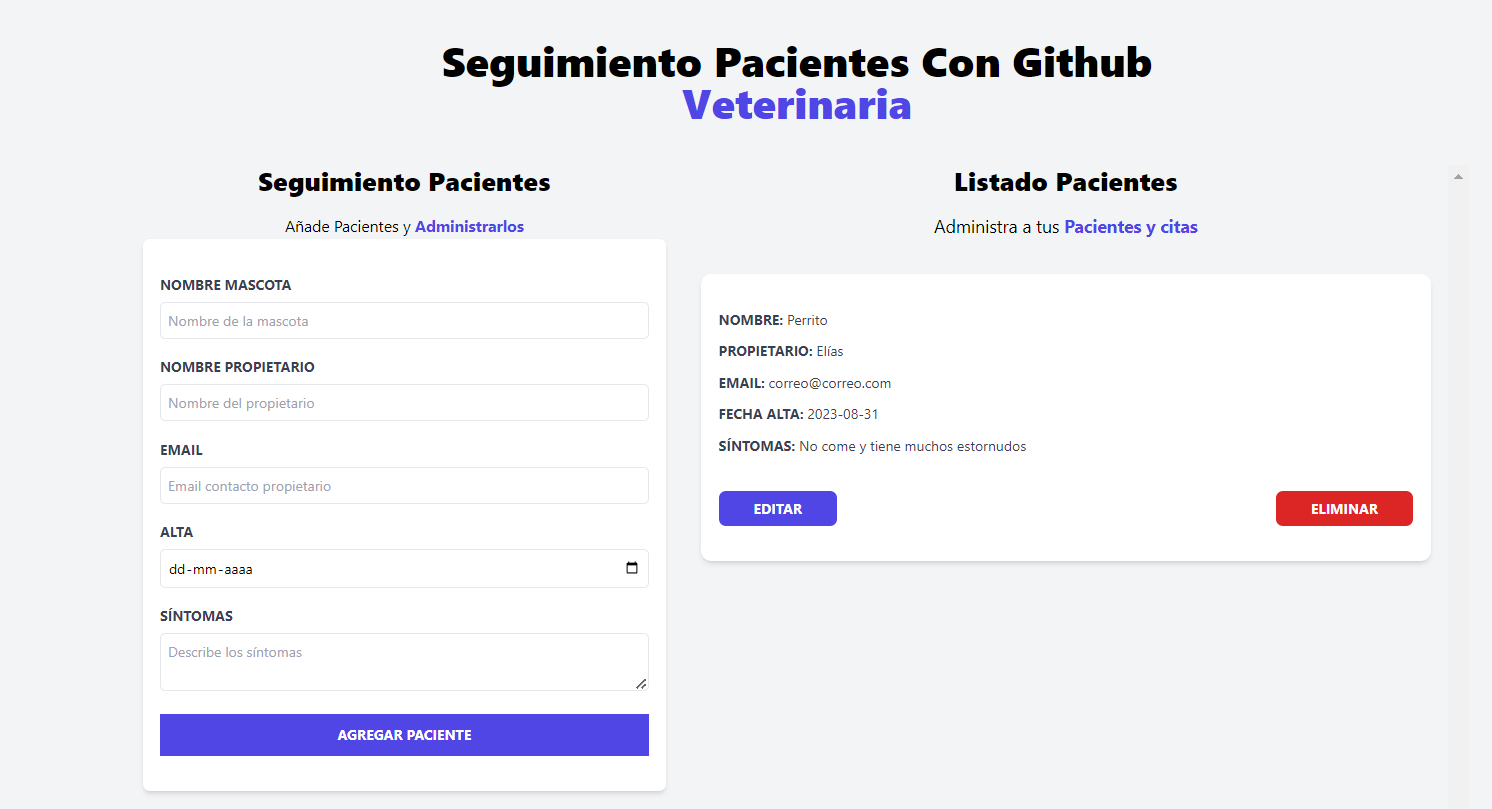 Seguimiento Pacientes Con Github
Veterinaria
Seguimiento Pacientes
Añade Pacientes y Administrarlos
NOMBRE MASCOTA
Nombre de la mascota
NOMBRE PROPIETARIO
Nombre del propietario
EMAIL
Email contacto propietario
ALTA
dd-mm-aaaa
SÍNTOMAS
Describe los síntomas
AGREGAR PACIENTE
Listado Pacientes
Administra a tus Pacientes y citas
NOMBRE: Perrito
PROPIETARIO: Elías
EMAIL: correo@correo.com
FECHA ALTA: 2023-08-31
SÍNTOMAS: No come y tiene muchos estornudos
EDITAR
ELIMINAR